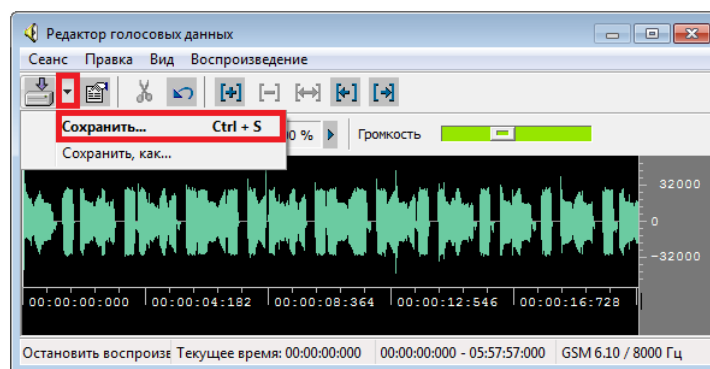 Редактор голосовых данных
Сеанс Правка Вид Воспроизведение
Сохранить... Ctrl + S
Сохранить, как...
% Громкость
32000
0
-32000
00:00:00:000 00:00:04:182 00:00:08:364 00:00:12:546 00:00:16:728
Остановить воспроизв Текущее время: 00:00:00:000 00:00:00:000 - 05:57:57:000 GSM 6.10 / 8000 Гц